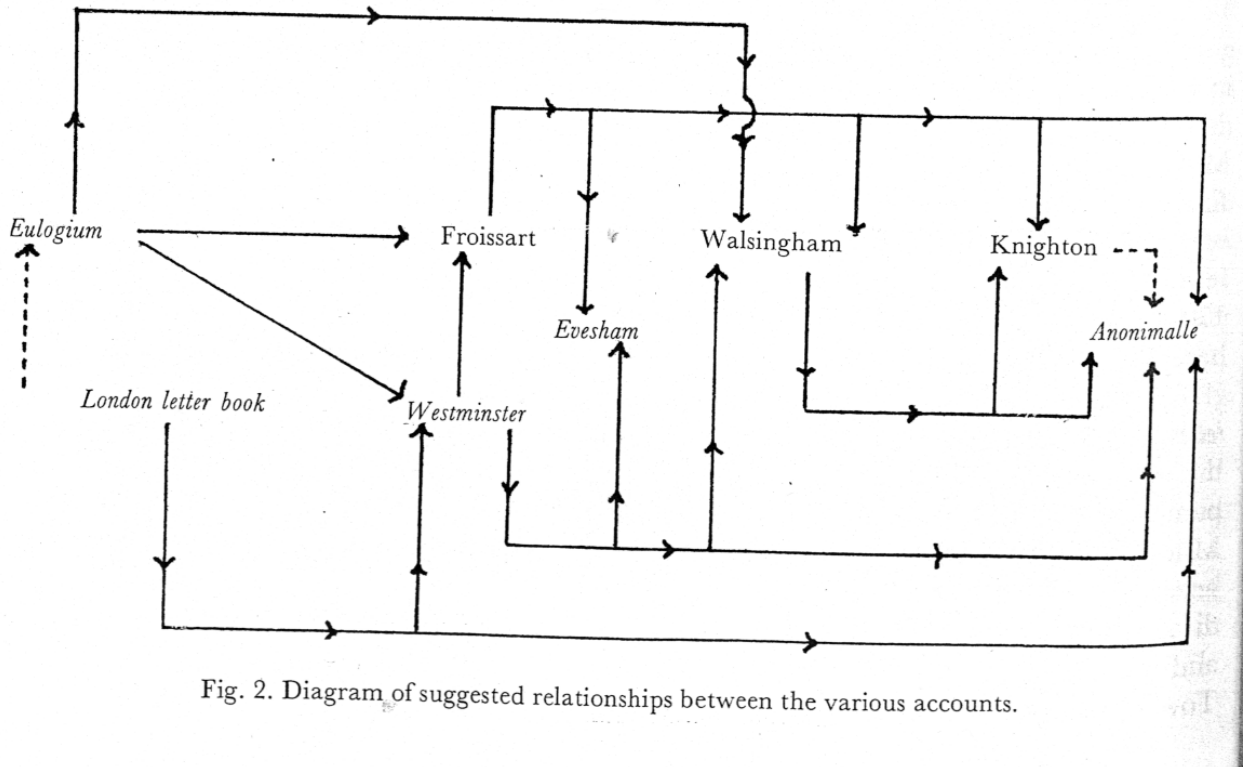 Eulogium
Froissart
Walsingham
Knighton
Evesham
Anonimalle
London letter book
Westminster
Fig. 2. Diagram of suggested relationships between the various accounts.